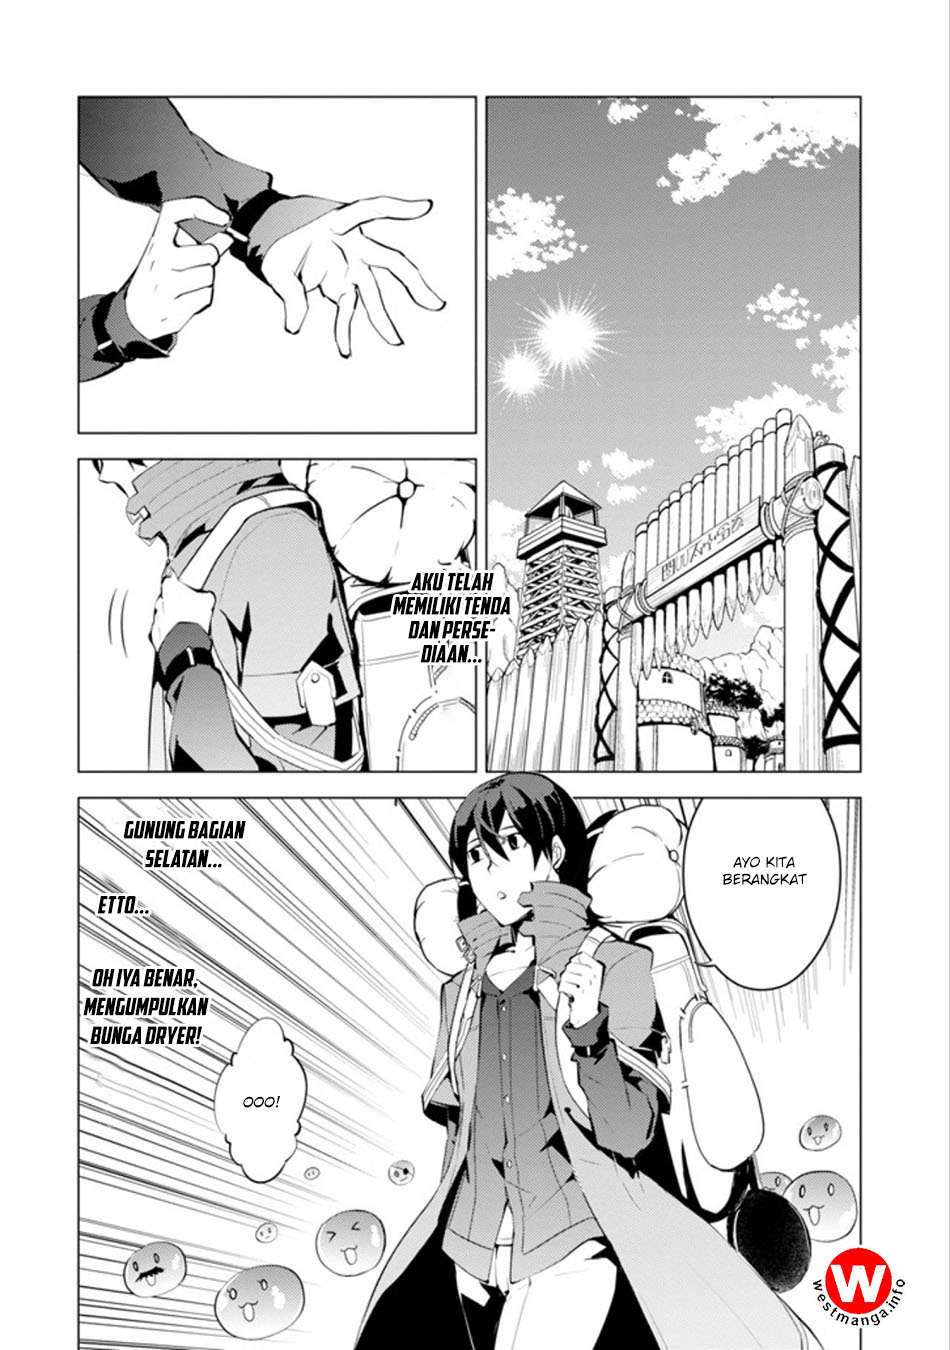 AKU TELAH
MEMILIKI TENDA
DAN PERSE-
DIAAN...
AYO KITA
BERANGKAT
GUNUNG BAGIAN
SELATAN...
ETTO...
OH IYA BENAR,
MENGUMPULKAN
BUNGA DRYER!
OOO!
W
westmanga.info